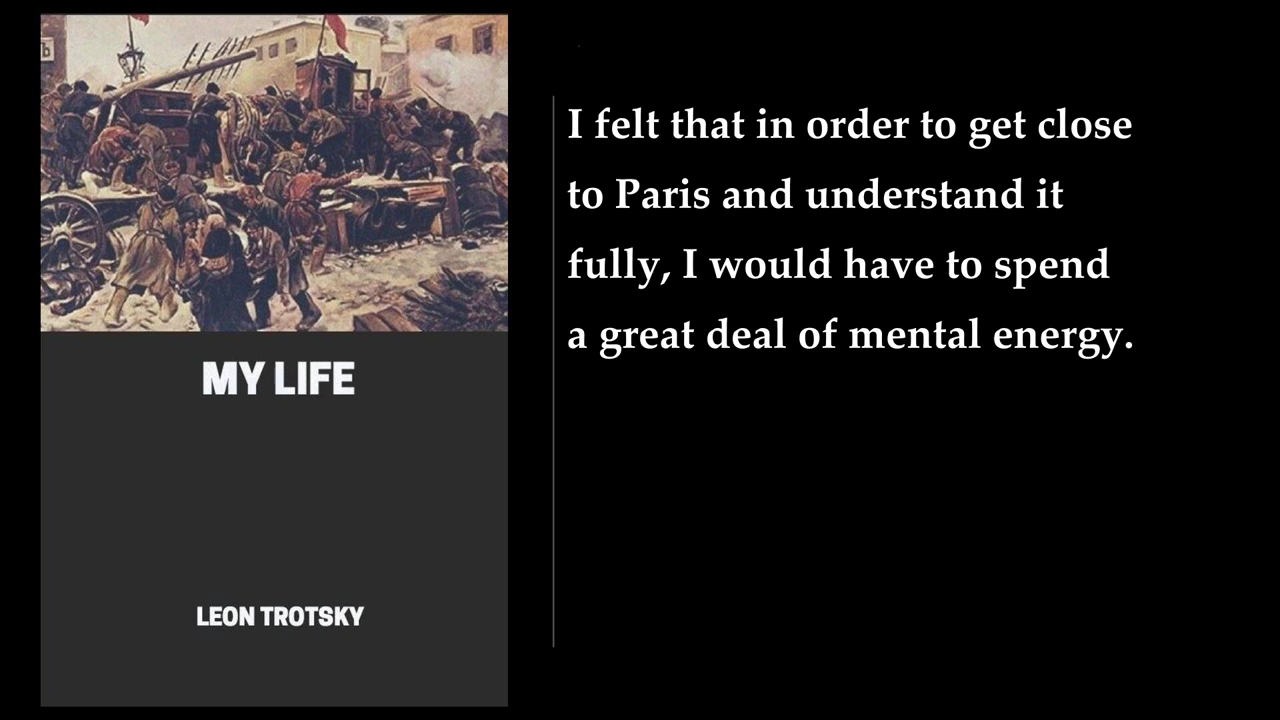 MY LIFE
LEON TROTSKY
I felt that in order to get close
to Paris and understand it
fully, I would have to spend
a great deal of mental energy.